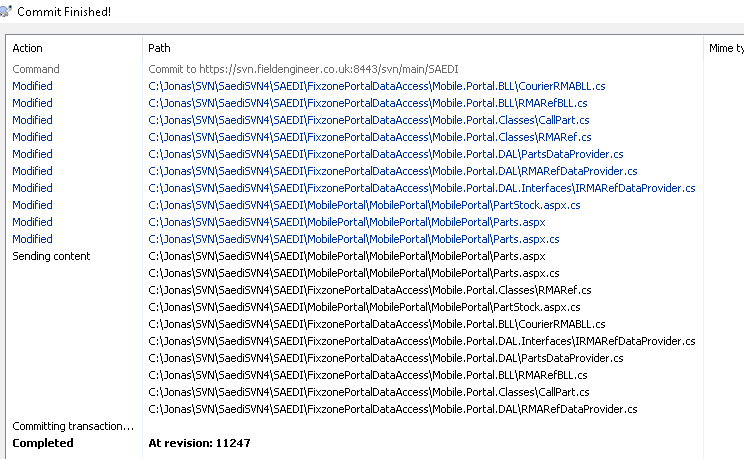 Commit Finished!
Action Path Mime ty
Command Commit to https://svn.fieldengineer.co.uk:8443/svn/main/SAEDI
Modified C:\Jonas\SVN\SaediSVN4\SAEDI\FixzonePortalDataAccess\Mobile.Portal.BLL\CourierRMABLL.cs
Modified C:\Jonas\SVN\SaediSVN4\SAEDI\FixzonePortalDataAccess\Mobile.Portal.BLL\RMARefBLL.cs
Modified C:\Jonas\SVN\SaediSVN4\SAEDI\FixzonePortalDataAccess\Mobile.Portal.Classes\CallPart.cs
Modified C:\Jonas\SVN\SaediSVN4\SAEDI\FixzonePortalDataAccess\Mobile.Portal.Classes\RMARef.cs
Modified C:\Jonas\SVN\SaediSVN4\SAEDI\FixzonePortalDataAccess\Mobile.Portal.DAL\PartsDataProvider.cs
Modified C:\Jonas\SVN\SaediSVN4\SAEDI\FixzonePortalDataAccess\Mobile.Portal.DAL\RMARefDataProvider.cs
Modified C:\Jonas\SVN\SaediSVN4\SAEDI\FixzonePortalDataAccess\Mobile.Portal.DAL.Interfaces\IRMARefDataProvider.cs
Modified C:\Jonas\SVN\SaediSVN4\SAEDI\MobilePortal\MobilePortal\MobilePortal\PartStock.aspx.cs
Modified C:\Jonas\SVN\SaediSVN4\SAEDI\MobilePortal\MobilePortal\MobilePortal\Parts.aspx
Modified C:\Jonas\SVN\SaediSVN4\SAEDI\MobilePortal\MobilePortal\MobilePortal\Parts.aspx.cs
Sending content C:\Jonas\SVN\SaediSVN4\SAEDI\MobilePortal\MobilePortal\MobilePortal\Parts.aspx
C:\Jonas\SVN\SaediSVN4\SAEDI\MobilePortal\MobilePortal\MobilePortal\Parts.aspx.cs
C:\Jonas\SVN\SaediSVN4\SAEDI\FixzonePortalDataAccess\Mobile.Portal.Classes\RMARef.cs
C:\Jonas\SVN\SaediSVN4\SAEDI\MobilePortal\MobilePortal\MobilePortal\PartStock.aspx.cs
C:\Jonas\SVN\SaediSVN4\SAEDI\FixzonePortalDataAccess\Mobile.Portal.BLL\CourierRMABLL.cs
C:\Jonas\SVN\SaediSVN4\SAEDI\FixzonePortalDataAccess\Mobile.Portal.DAL.Interfaces\IRMARefDataProvider.cs
C:\Jonas\SVN\SaediSVN4\SAEDI\FixzonePortalDataAccess\Mobile.Portal.DAL\PartsDataProvider.cs
C:\Jonas\SVN\SaediSVN4\SAEDI\FixzonePortalDataAccess\Mobile.Portal.BLL\RMARefBLL.cs
C:\Jonas\SVN\SaediSVN4\SAEDI\FixzonePortalDataAccess\Mobile.Portal.Classes\CallPart.cs
C:\Jonas\SVN\SaediSVN4\SAEDI\FixzonePortalDataAccess\Mobile.Portal.DAL\RMARefDataProvider.cs
Committing transaction...
Completed At revision: 11247